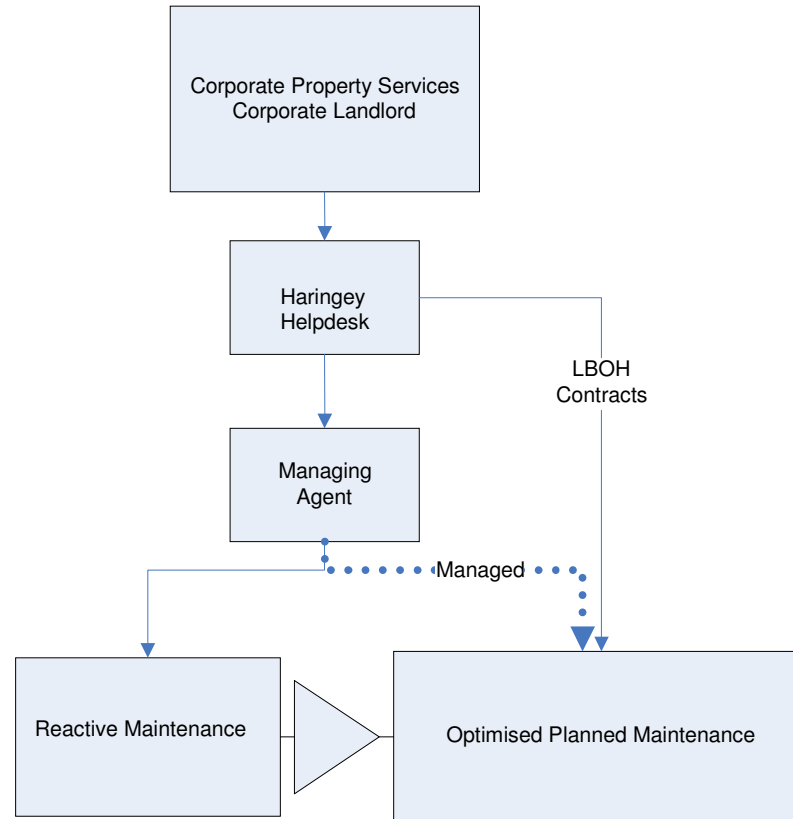 Corporate Property Services
Corporate Landlord
Haringey
Helpdesk
LBOH
Contracts
Managing
Agent
Managed
Reactive Maintenance
Optimised Planned Maintenance